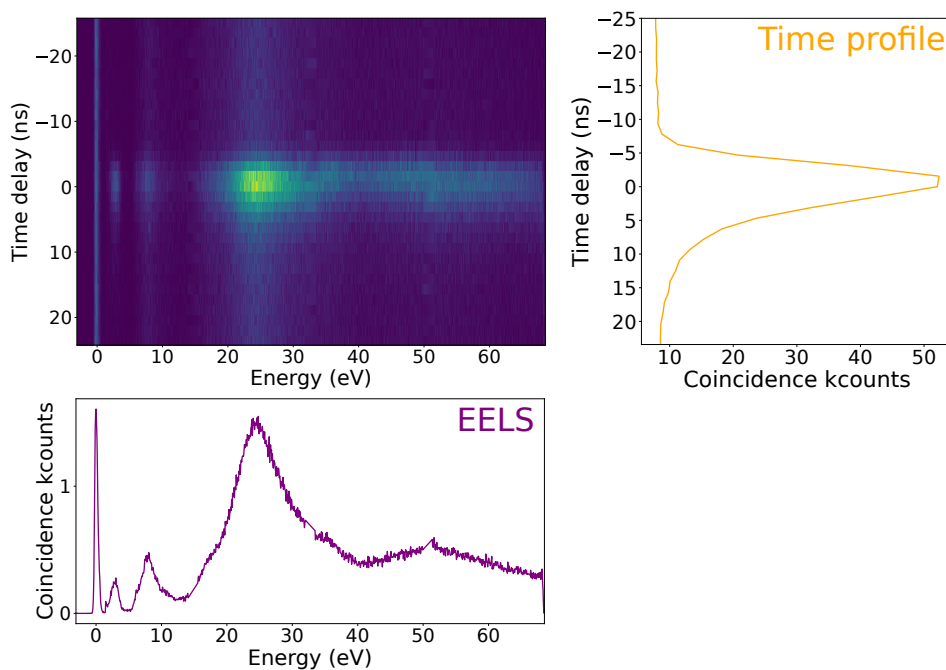 −20
−10
0
10
20
Time delay (ns)
0 10 20 30 40 50 60
Energy (eV)
Time profile
−25
−20
−15
−10
−5
0
5
10
15
20
Time delay (ns)
10 20 30 40 50
Coincidence kcounts
EELS
1
0
Coincidence kcounts
0 10 20 30 40 50 60
Energy (eV)